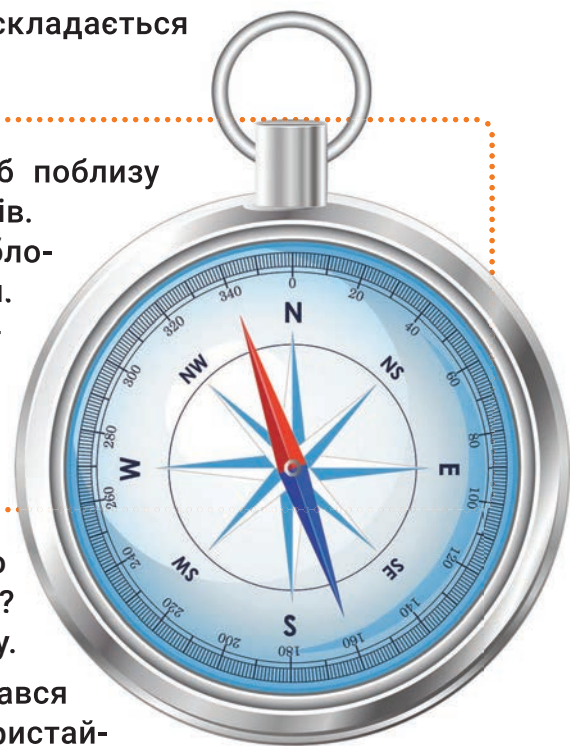 складається
б поблизу
ів.
бло-
340 0 20
320 N 40
300 NW NS 60
280 80
W E
260 100
240 SW SE 120
220 S 140
200 180 160
?
у.
ався
ристай-